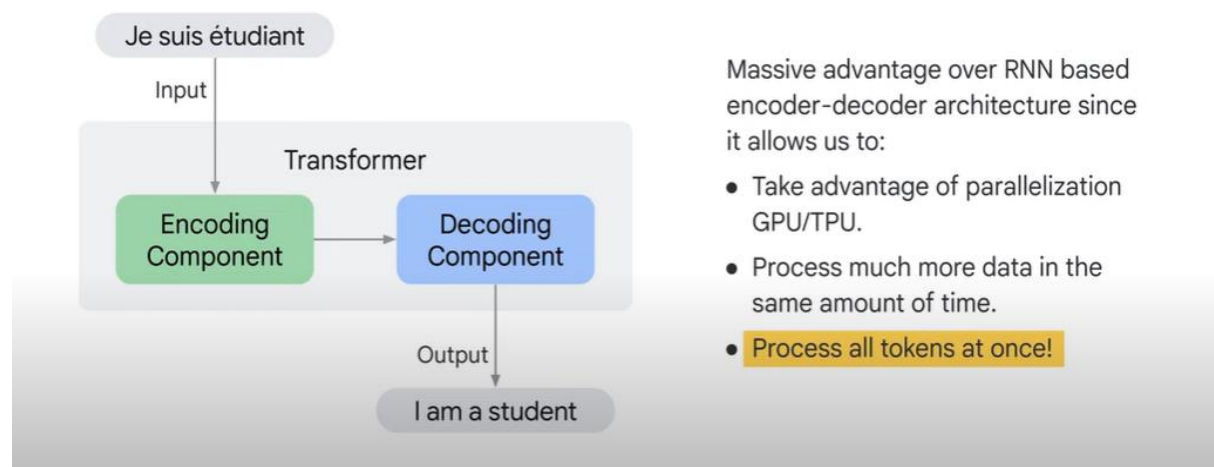 Je suis étudiant
Input
Transformer
Encoding
Component
Decoding
Component
Output
I am a student
Massive advantage over RNN based
encoder-decoder architecture since
it allows us to:
• Take advantage of parallelization
GPU/TPU.
• Process much more data in the
same amount of time.
• Process all tokens at once!